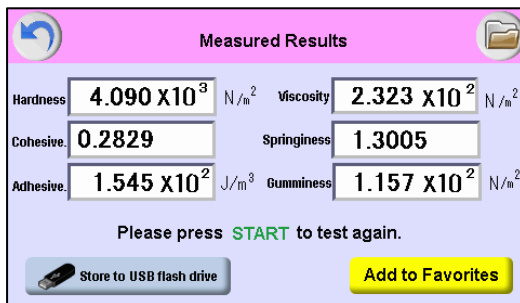 Measured Results
Hardness 4.090 X10³ N/m² Viscosity 2.323 X10² N/m²
Cohesive. 0.2829 Springiness 1.3005
Adhesive. 1.545 X10² J/m³ Gumminess 1.157 X10² N/m²
Please press START to test again.
Store to USB flash drive Add to Favorites